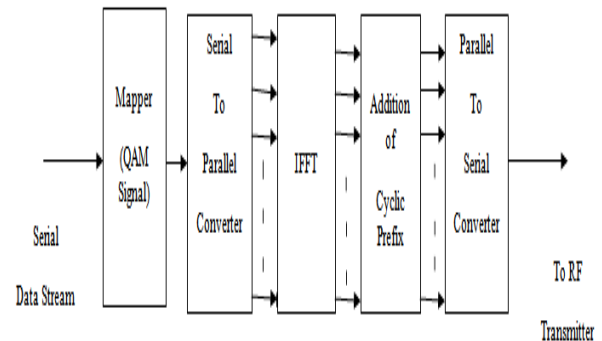 Serial
Data Stream
Mapper
(QAM
Signal)
Serial
To
Parallel
Converter
IFFT
Addition
of
Cyclic
Prefix
Parallel
To
Serial
Converter
To RF
Transmitter